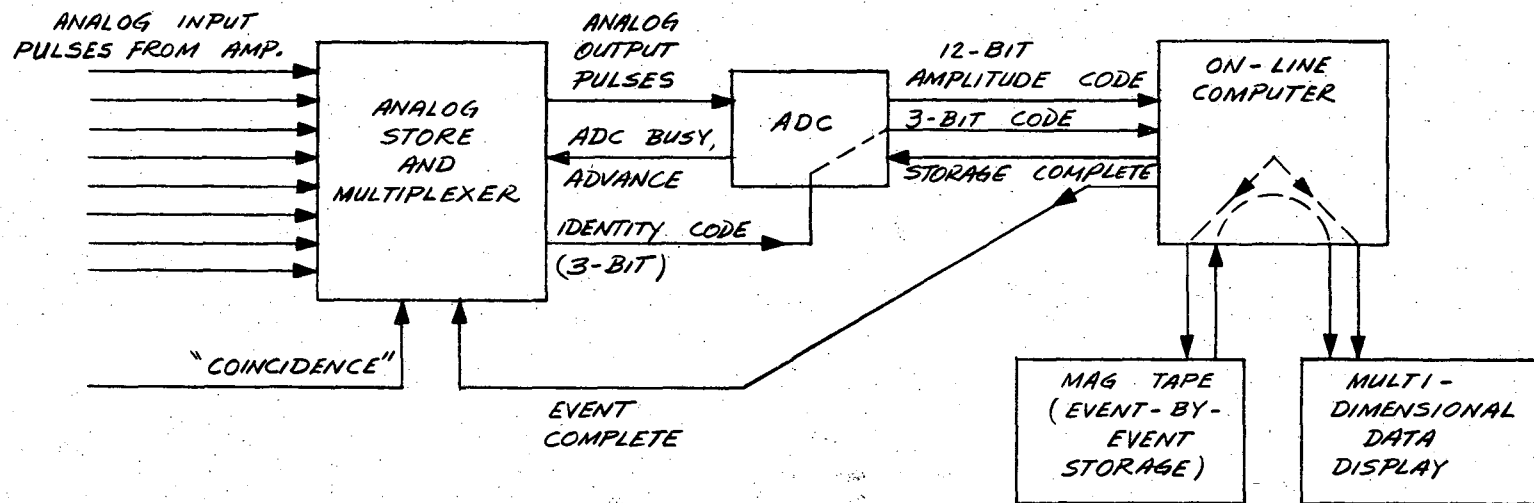 ANALOG INPUT
PULSES FROM AMP.
ANALOG
STORE
AND
MULTIPLEXER
ANALOG
OUTPUT
PULSES
ADC BUSY,
ADVANCE
IDENTITY CODE
(3-BIT)
ADC
12-BIT
AMPLITUDE CODE
3-BIT CODE
STORAGE COMPLETE
ON-LINE
COMPUTER
"COINCIDENCE"
EVENT
COMPLETE
MAG TAPE
(EVENT-BY-
EVENT
STORAGE)
MULTI-
DIMENSIONAL
DATA
DISPLAY